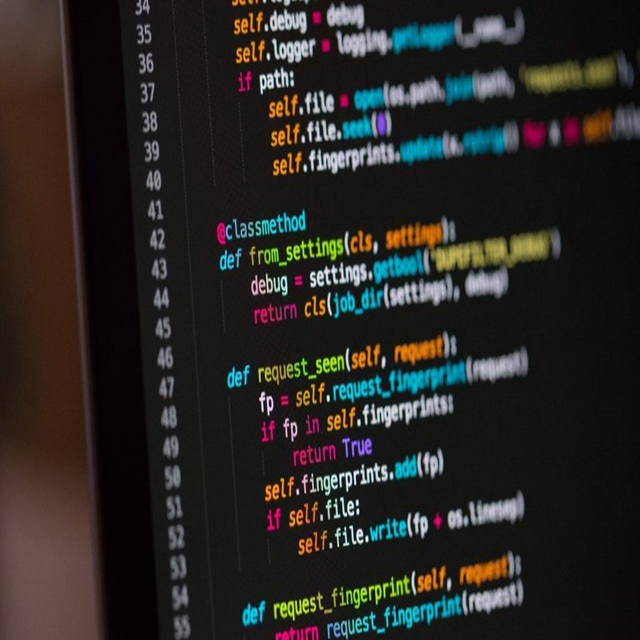 34
35 self.debug = debug
36 self.logger = logging.getLogger(__name__)
37 if path:
38 self.file = open(os.path.join(path, 'requests.seen'),
39 self.file.seek(0)
40 self.fingerprints.update(x.rstrip() for x in self.file
41
42 @classmethod
43 def from_settings(cls, settings):
44 debug = settings.getbool('DUPEFILTER_DEBUG')
45 return cls(job_dir(settings), debug)
46
47 def request_seen(self, request):
48 fp = self.request_fingerprint(request)
49 if fp in self.fingerprints:
50 return True
51 self.fingerprints.add(fp)
52 if self.file:
53 self.file.write(fp + os.linesep)
54
55 def request_fingerprint(self, request):
return request_fingerprint(request)